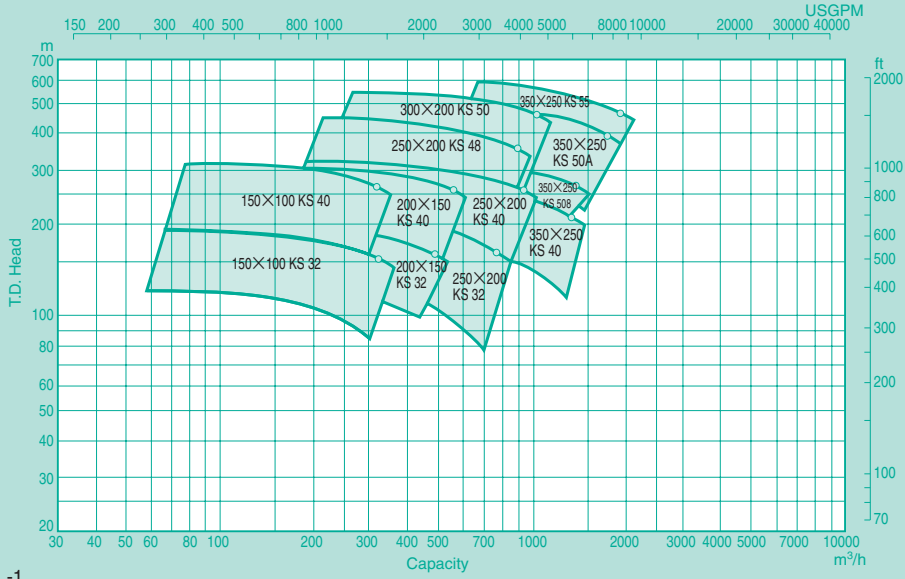 USGPM
150 200 300 400 500 800 1000 2000 4000 5000 7000 10000 20000 30000 40000
m
ft
700
600
500
400
300
200
100
80
60
50
40
30
20
2000
1000
800
600
500
400
300
200
100
70
T.D. Head
350×250 KS 55
300×200 KS 50
350×250
KS 50A
250×200 KS 48
350×250
KS 508
150×100 KS 40
200×150
KS 40
250×200
KS 40
350×250
KS 40
150×100 KS 32
200×150
KS 32
250×200
KS 32
30 40 50 60 80 100 200 300 400 500 700 1000 2000 3000 4000 5000 7000 10000
Capacity
m³/h
-1